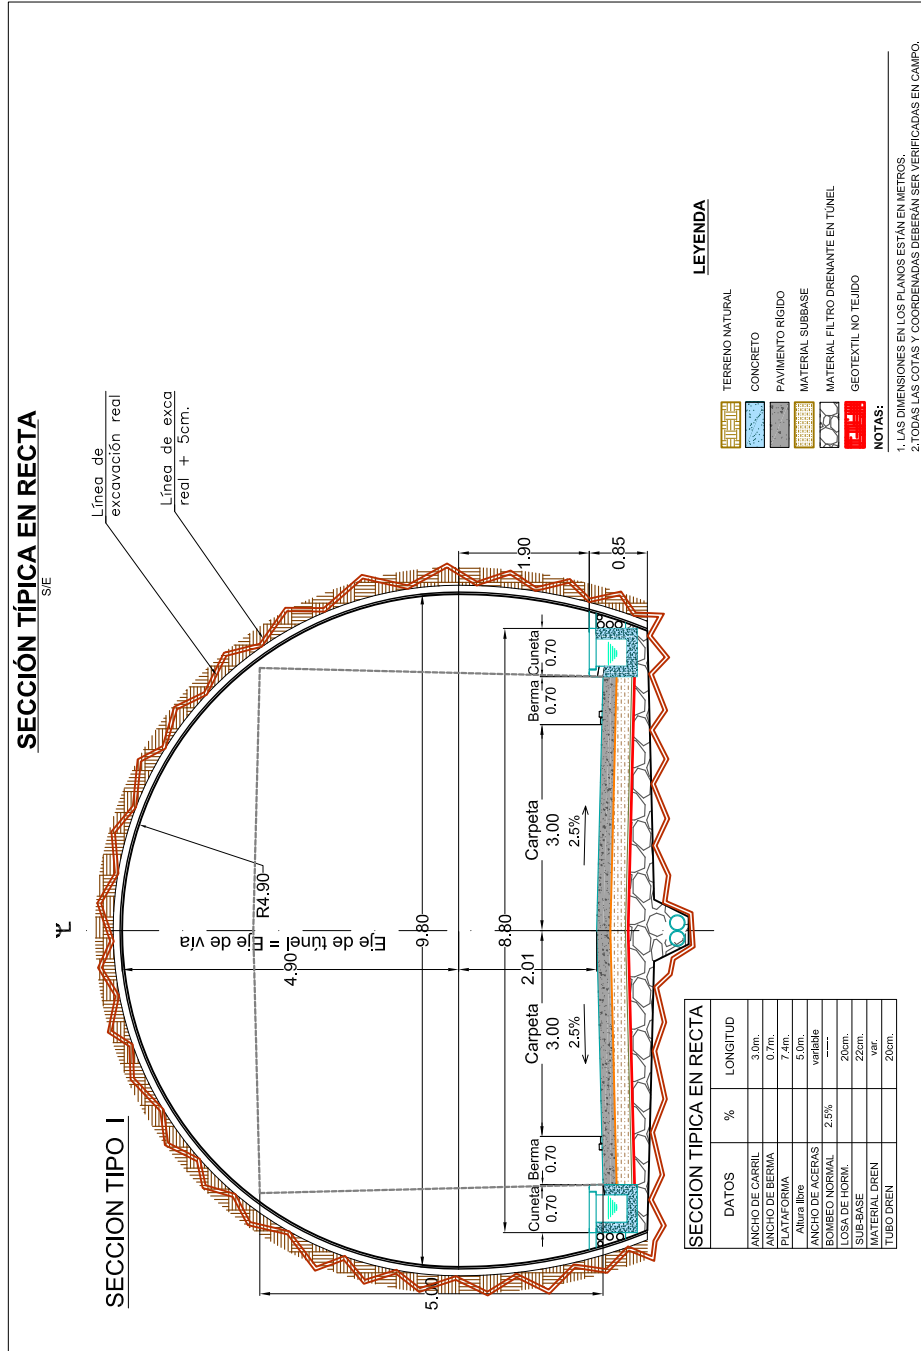 SECCIÓN TÍPICA EN RECTA
S/E
SECCION TIPO I
Línea de
excavación real
Línea de exca
real + 5cm.
R4.90
Eje de túnel = Eje de vía
4.90
9.80
5.00
8.80
2.01
1.90
0.85
Cuneta
0.70
Berma
0.70
Carpeta
3.00
2.5%
Carpeta
3.00
2.5%
Berma
0.70
Cuneta
0.70
SECCION TIPICA EN RECTA
DATOS % LONGITUD
ANCHO DE CARRIL 3.0m.
ANCHO DE BERMA 0.7m.
PLATAFORMA 7.4m.
Altura libre 5.0m.
ANCHO DE ACERAS variable
BOMBEO NORMAL 2.5% ----
LOSA DE HORM. 20cm.
SUB-BASE 22cm.
MATERIAL DREN var.
TUBO DREN 20cm.
LEYENDA
TERRENO NATURAL
CONCRETO
PAVIMENTO RÍGIDO
MATERIAL SUBBASE
MATERIAL FILTRO DRENANTE EN TÚNEL
GEOTEXTIL NO TEJIDO
NOTAS:
1. LAS DIMENSIONES EN LOS PLANOS ESTÁN EN METROS.
2.TODAS LAS COTAS Y COORDENADAS DEBERÁN SER VERIFICADAS EN CAMPO.